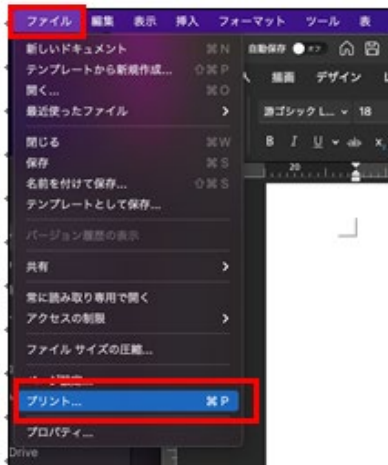 ファイル 編集 表示 挿入 フォーマット ツール 表
新しいドキュメント ⌘N
テンプレートから新規作成... ⇧⌘P
開く... ⌘O
最近使ったファイル >
閉じる ⌘W
保存 ⌘S
名前を付けて保存... ⇧⌘S
テンプレートとして保存...
バージョン履歴の表示
共有 >
常に読み取り専用で開く
アクセスの制限 >
ファイル サイズの圧縮...
プリント... ⌘P
プロパティ...
Drive
自動保存 オフ
描画 デザイン
游ゴシック L... 18
B I U ab x
20